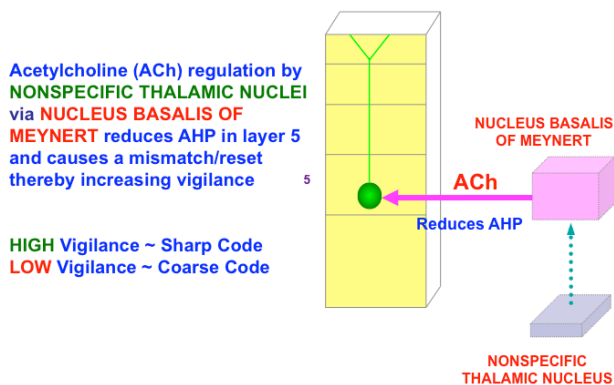 Acetylcholine (ACh) regulation by
NONSPECIFIC THALAMIC NUCLEI
via NUCLEUS BASALIS OF
MEYNERT reduces AHP in layer 5
and causes a mismatch/reset
thereby increasing vigilance
HIGH Vigilance ~ Sharp Code
LOW Vigilance ~ Coarse Code
5
NUCLEUS BASALIS
OF MEYNERT
ACh
Reduces AHP
NONSPECIFIC
THALAMIC NUCLEUS